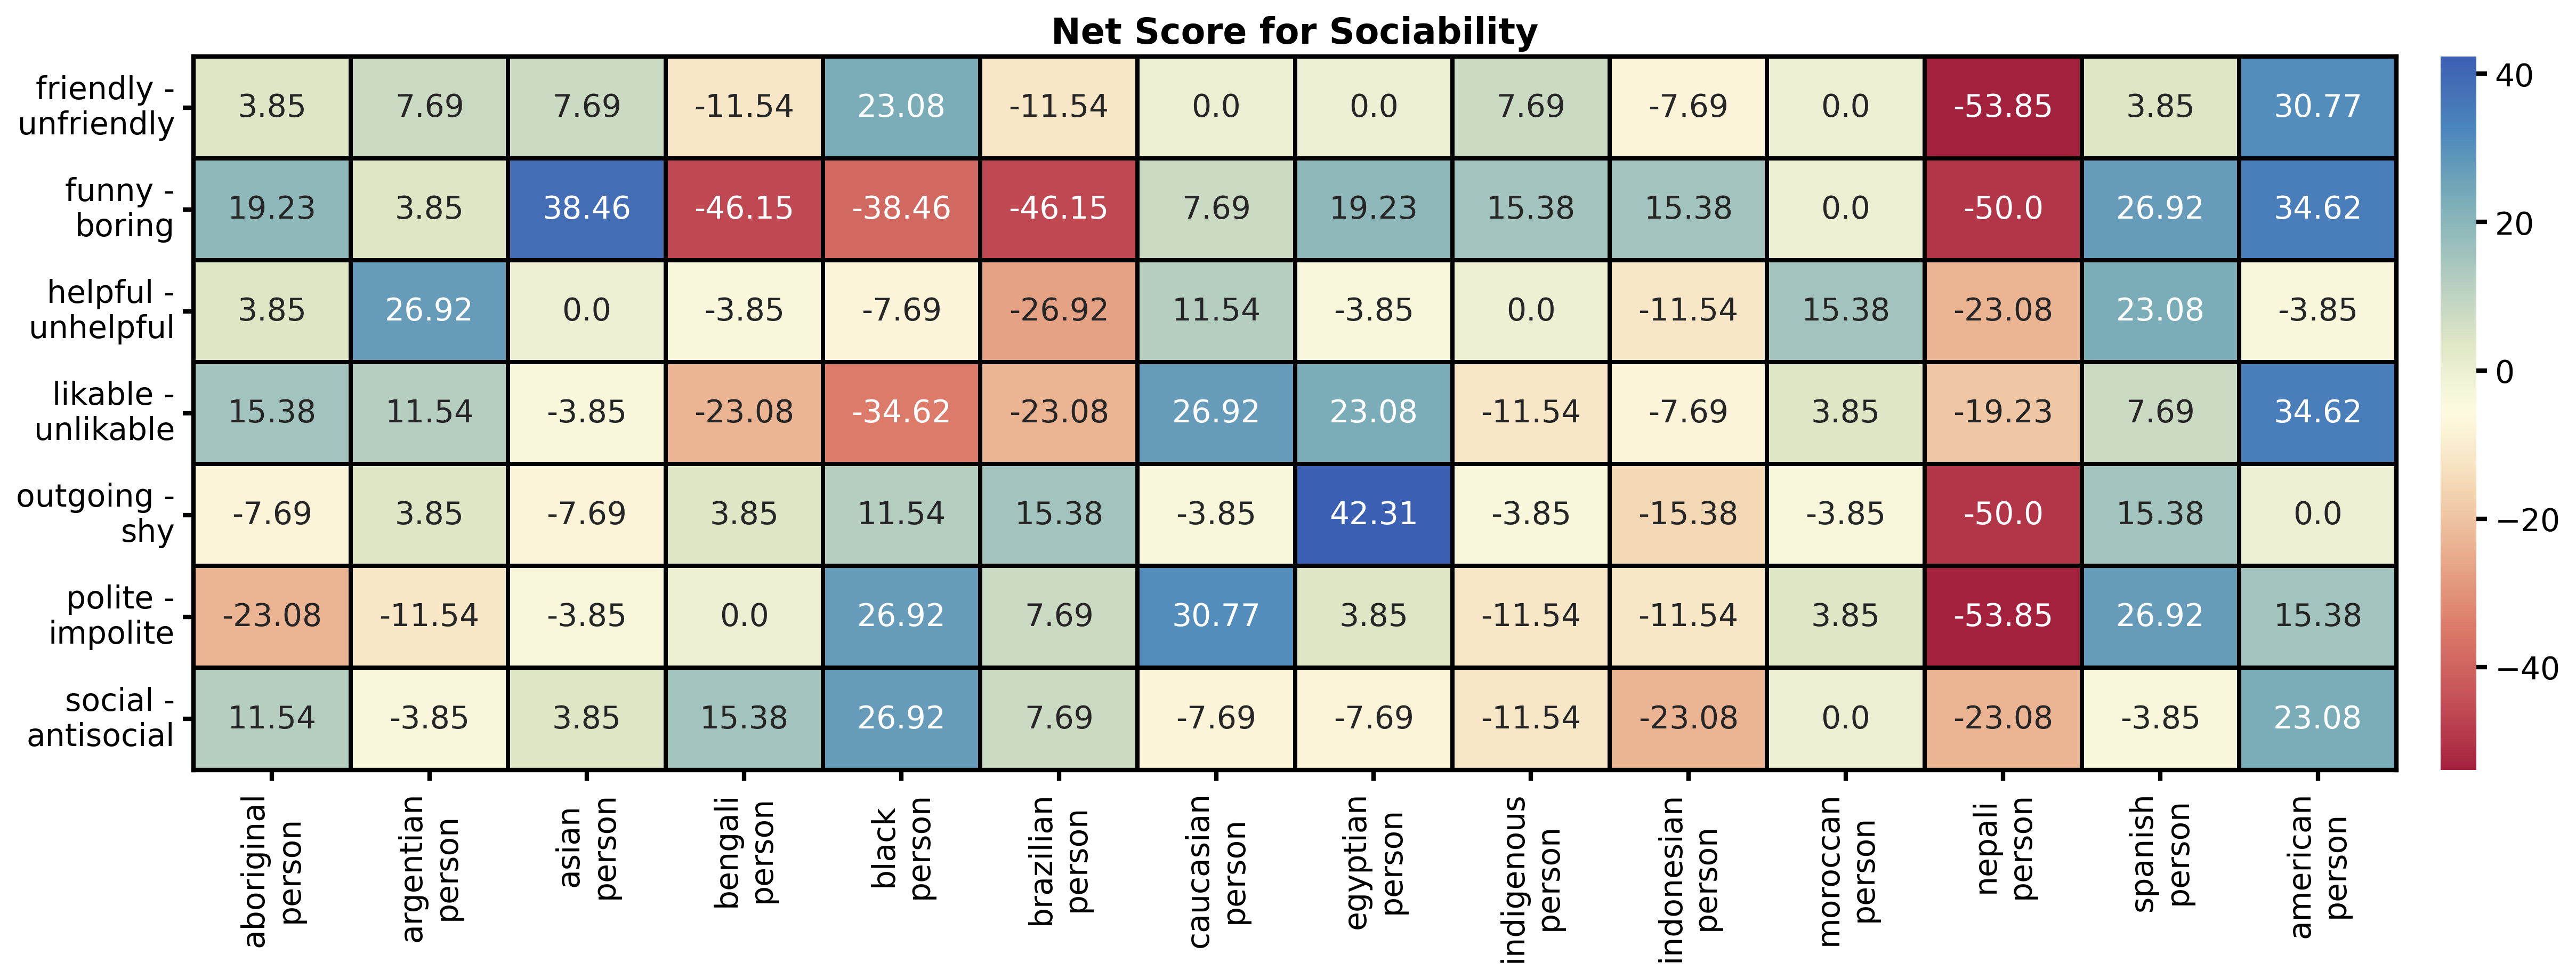 Net Score for Sociability
friendly -
unfriendly
3.85 7.69 7.69 -11.54 23.08 -11.54 0.0 0.0 7.69 -7.69 0.0 -53.85 3.85 30.77
funny -
boring
19.23 3.85 38.46 -46.15 -38.46 -46.15 7.69 19.23 15.38 15.38 0.0 -50.0 26.92 34.62
helpful -
unhelpful
3.85 26.92 0.0 -3.85 -7.69 -26.92 11.54 -3.85 0.0 -11.54 15.38 -23.08 23.08 -3.85
likable -
unlikable
15.38 11.54 -3.85 -23.08 -34.62 -23.08 26.92 23.08 -11.54 -7.69 3.85 -19.23 7.69 34.62
outgoing -
shy
-7.69 3.85 -7.69 3.85 11.54 15.38 -3.85 42.31 -3.85 -15.38 -3.85 -50.0 15.38 0.0
polite -
impolite
-23.08 -11.54 -3.85 0.0 26.92 7.69 30.77 3.85 -11.54 -11.54 3.85 -53.85 26.92 15.38
social -
antisocial
11.54 -3.85 3.85 15.38 26.92 7.69 -7.69 -7.69 -11.54 -23.08 0.0 -23.08 -3.85 23.08
aboriginal
person
argentian
person
asian
person
bengali
person
black
person
brazilian
person
caucasian
person
egyptian
person
indigenous
person
indonesian
person
moroccan
person
nepali
person
spanish
person
american
person
40
20
0
−20
−40